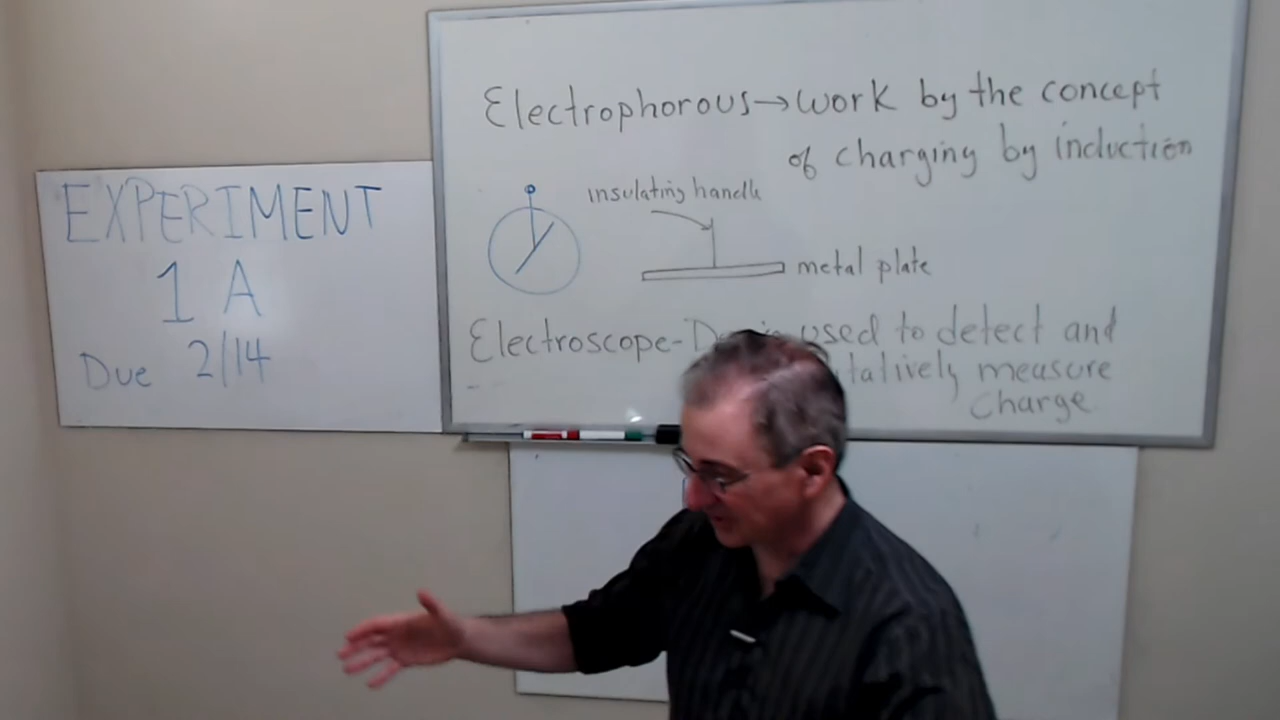 EXPERIMENT
1 A
Due 2/14
Electrophorous→work by the concept
of charging by induction
insulating handle
metal plate
Electroscope- used to detect and
measure
Charge